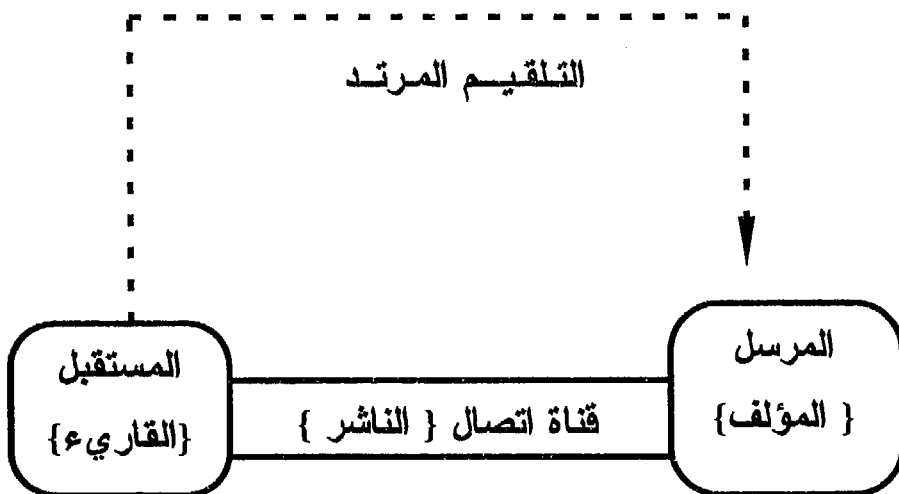 التلقيم المرتد
المرسل
{ المؤلف}
قناة اتصال { الناشر }
المستقبل
{القاريء}